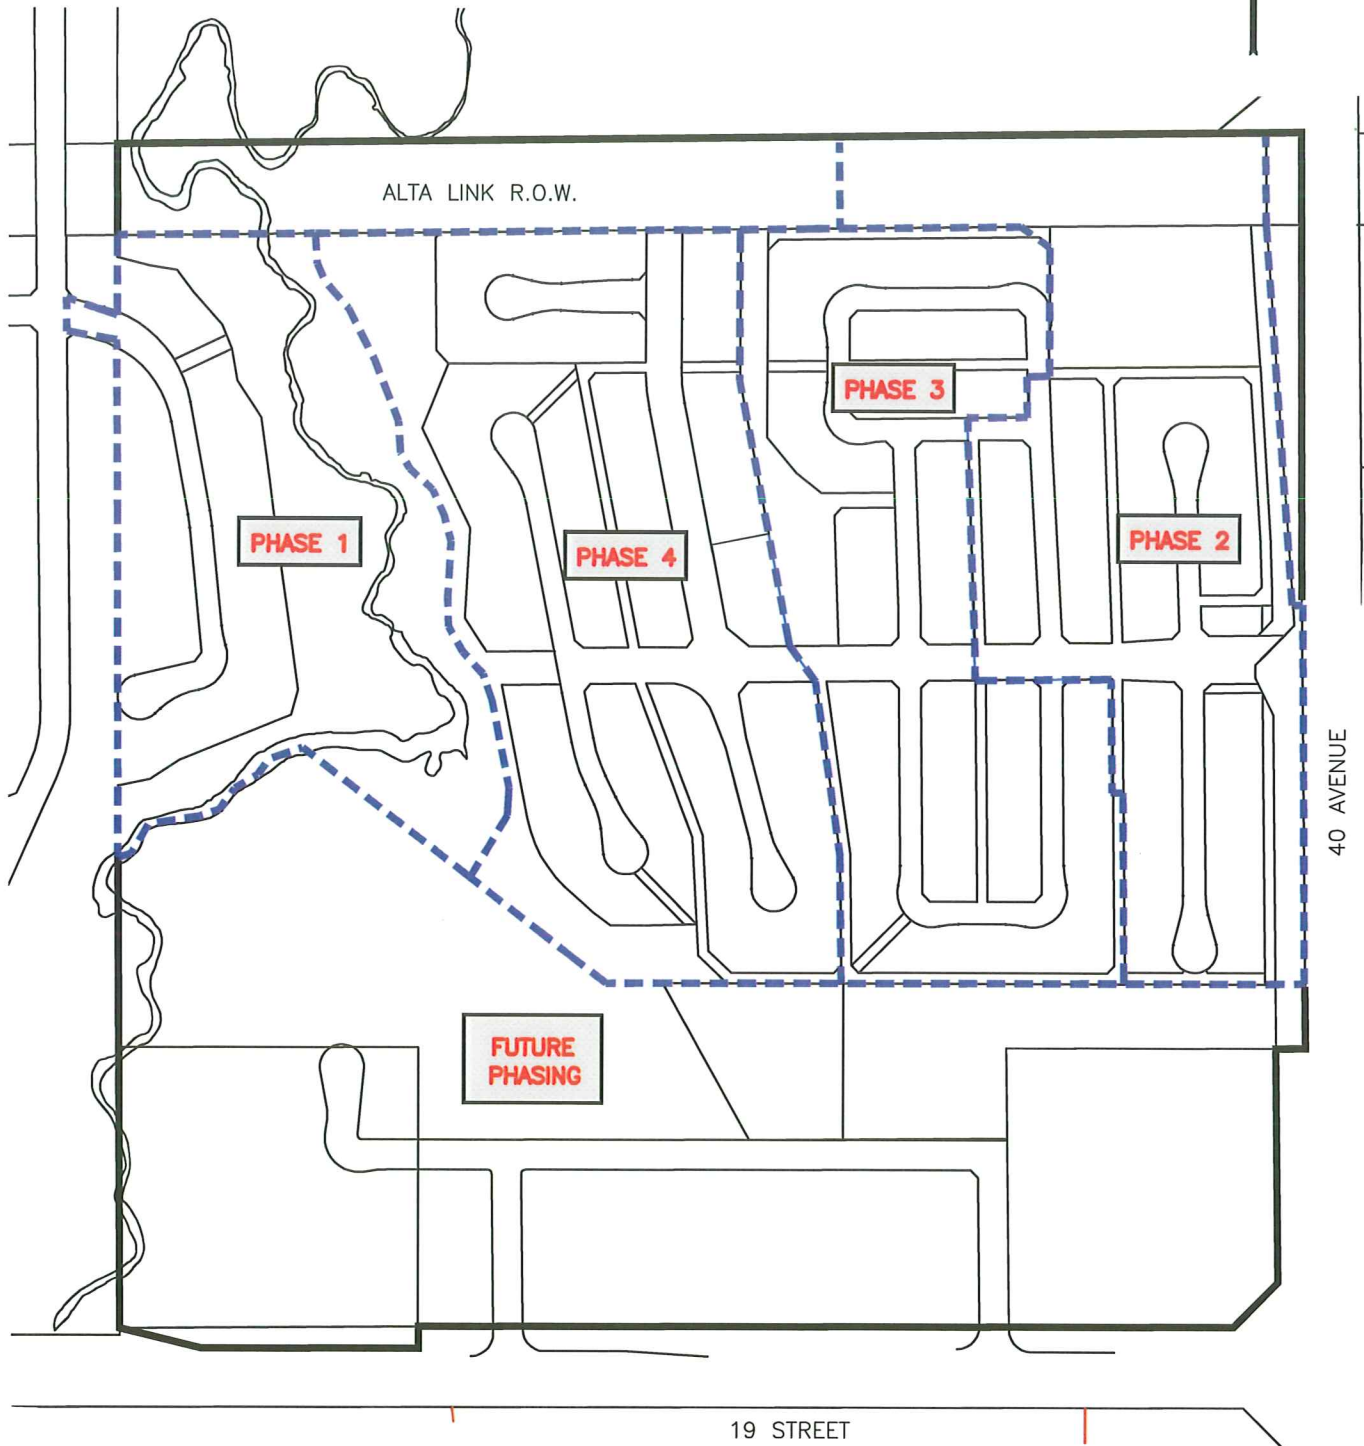 ALTA LINK R.O.W.
PHASE 3
PHASE 1
PHASE 4
PHASE 2
40 AVENUE
FUTURE
PHASING
19 STREET